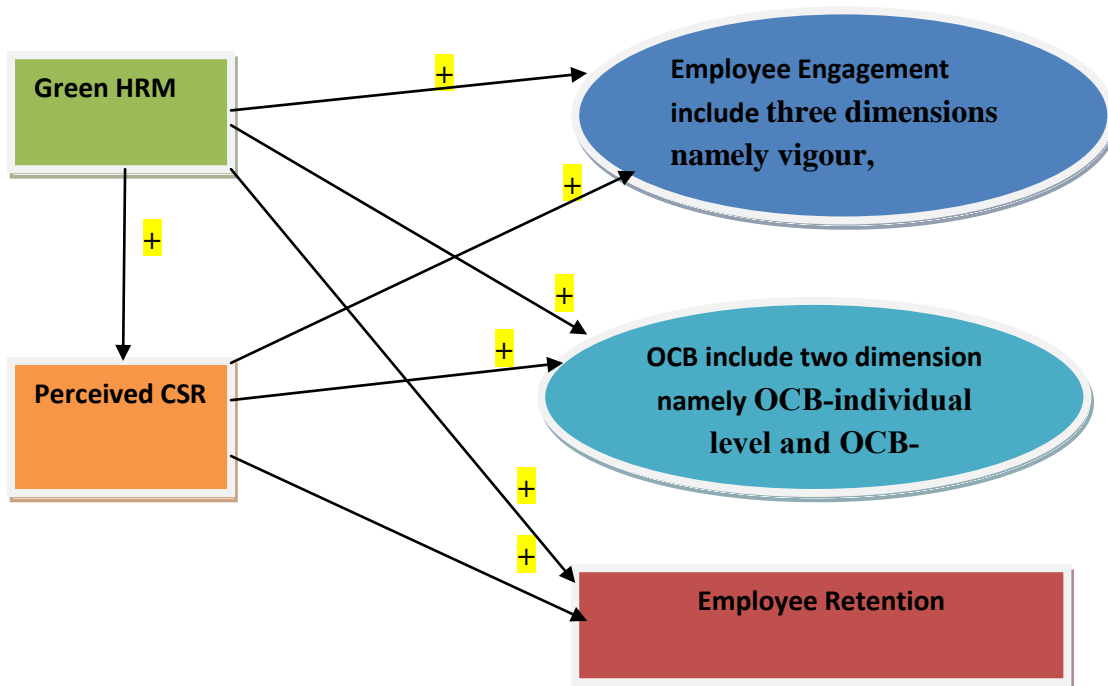 Green HRM
+
Employee Engagement
include three dimensions
namely vigour,
+
+
+
OCB include two dimension
namely OCB-individual
level and OCB-
+
Perceived CSR
+
+
Employee Retention